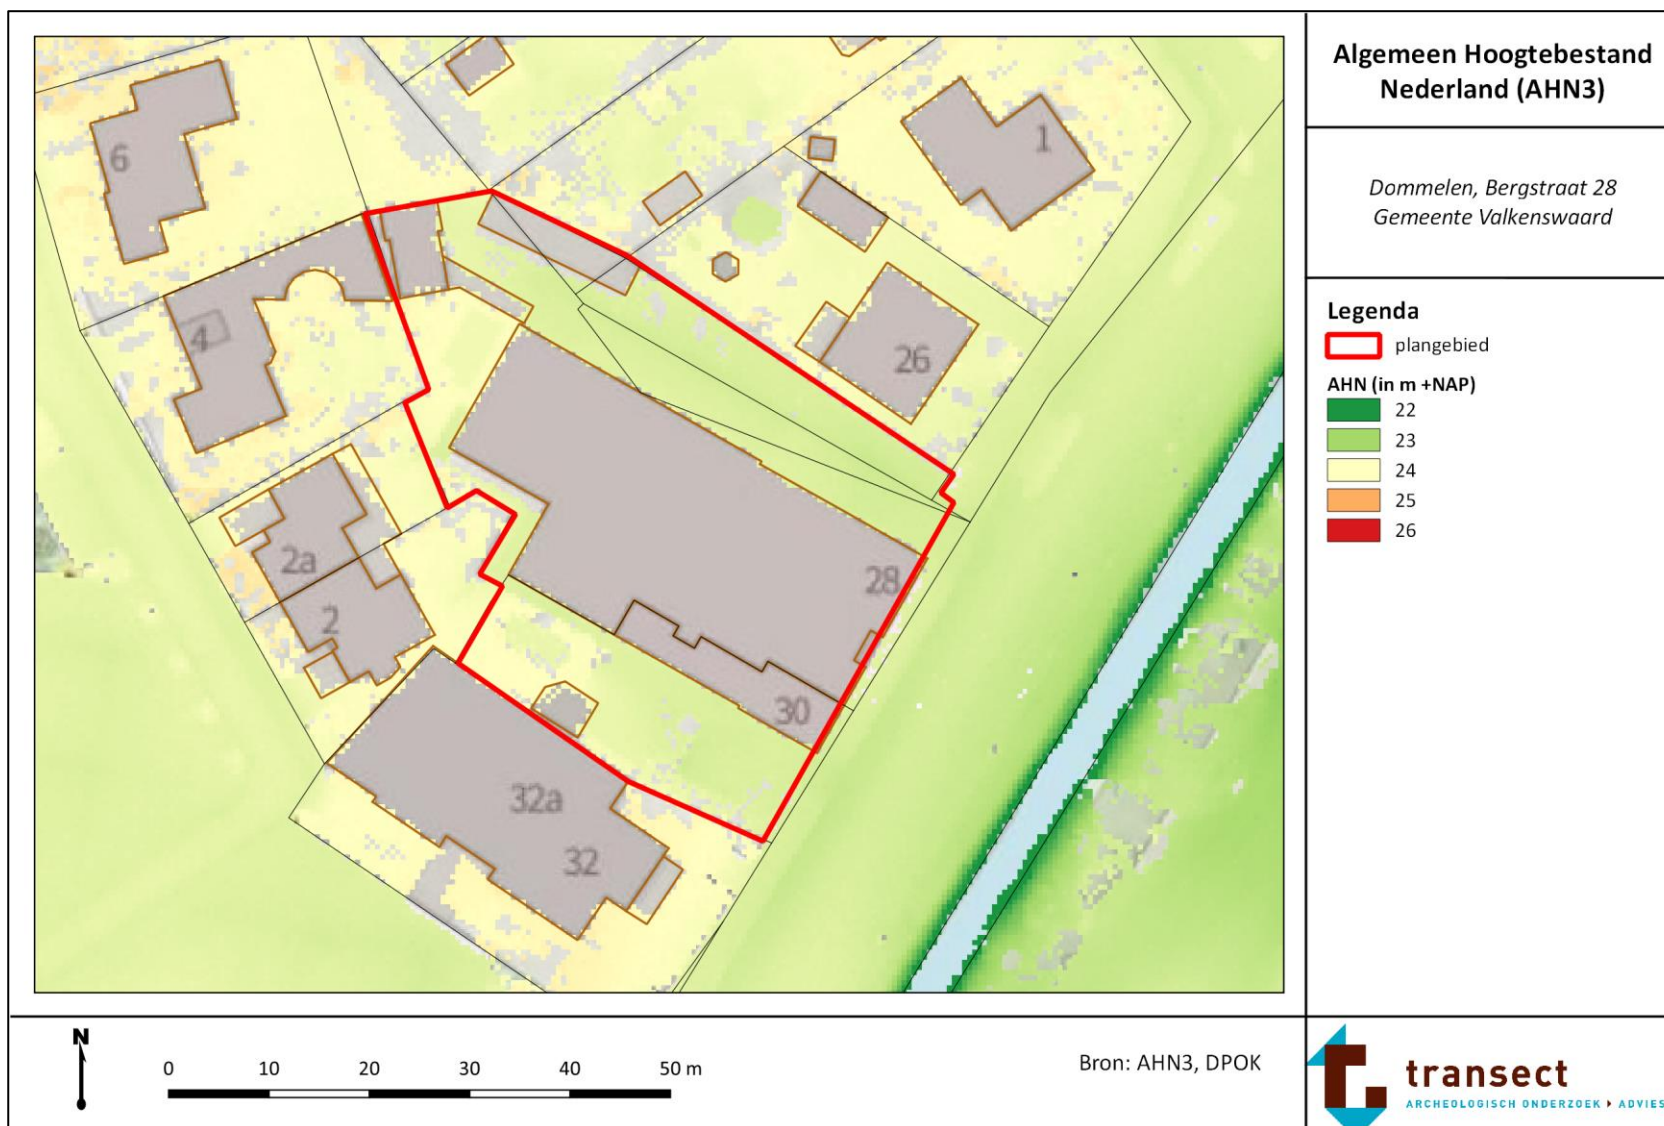 Algemeen Hoogtebestand
Nederland (AHN3)
Dommelen, Bergstraat 28
Gemeente Valkenswaard
Legenda
plangebied
AHN (in m +NAP)
22
23
24
25
26
6
1
4
26
2a
2
28
30
32a
32
N
0 10 20 30 40 50 m
Bron: AHN3, DPOK
transect
ARCHEOLOGISCH ONDERZOEK ▸ ADVIES